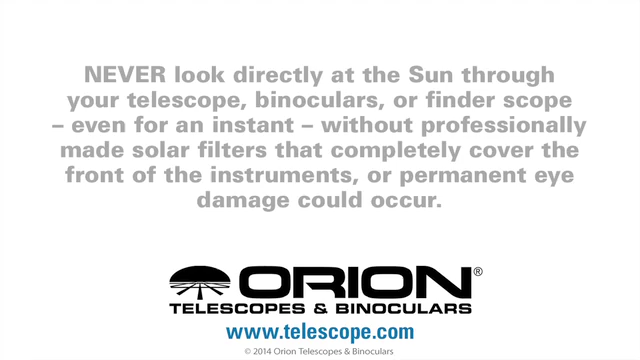 NEVER look directly at the Sun through
your telescope, binoculars, or finder scope
– even for an instant – without professionally
made solar filters that completely cover the
front of the instruments, or permanent eye
damage could occur.
ORION®
TELESCOPES & BINOCULARS
www.telescope.com
© 2014 Orion Telescopes & Binoculars